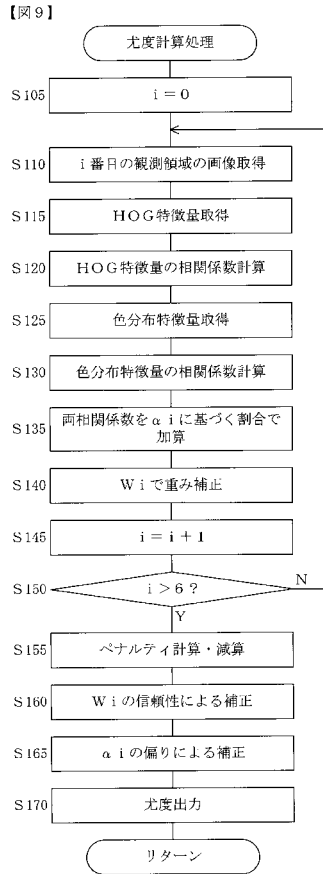 【図9】
尤度計算処理
S105
i=0
S110
i番目の観測領域の画像取得
S115
HOG特徴量取得
S120
HOG特徴量の相関係数計算
S125
色分布特徴量取得
S130
色分布特徴量の相関係数計算
S135
両相関係数をαiに基づく割合で
加算
S140
Wiで重み補正
S145
i=i+1
S150
i>6?
N
Y
S155
ペナルティ計算・減算
S160
Wiの信頼性による補正
S165
αiの偏りによる補正
S170
尤度出力
リターン